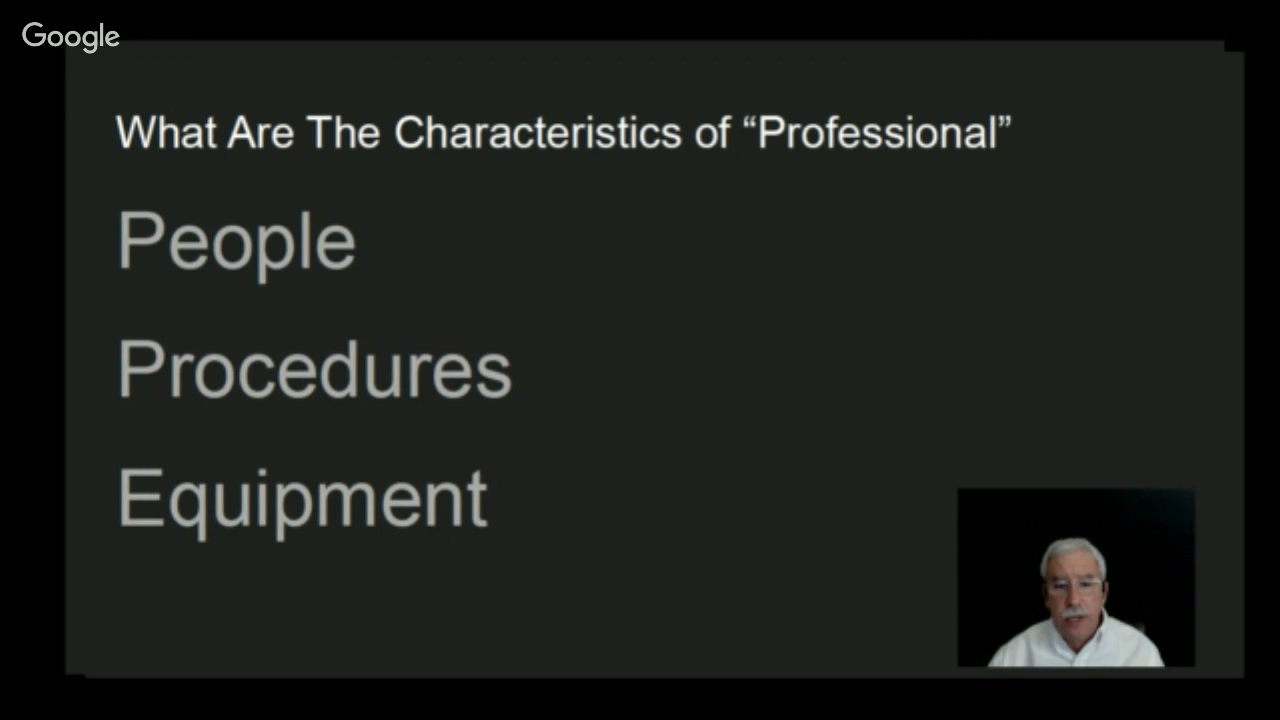 Google
What Are The Characteristics of “Professional”
People
Procedures
Equipment